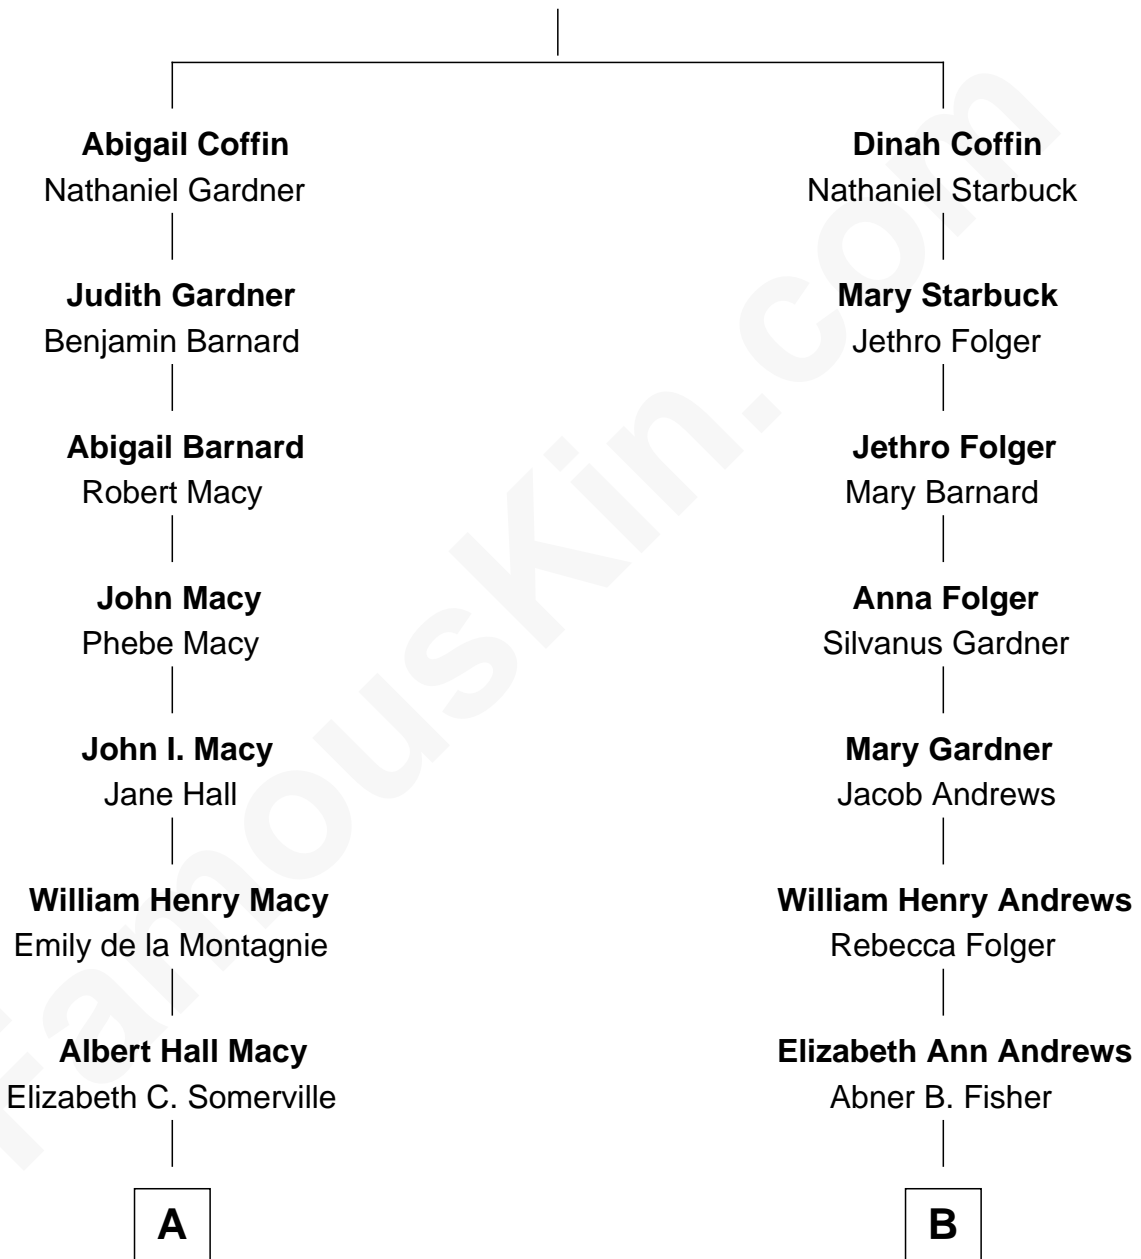 Abigail Coffin
Nathaniel Gardner
Dinah Coffin
Nathaniel Starbuck
Judith Gardner
Benjamin Barnard
Mary Starbuck
Jethro Folger
Abigail Barnard
Robert Macy
Jethro Folger
Mary Barnard
John Macy
Phebe Macy
Anna Folger
Silvanus Gardner
John I. Macy
Jane Hall
Mary Gardner
Jacob Andrews
William Henry Macy
Emily de la Montagnie
William Henry Andrews
Rebecca Folger
Albert Hall Macy
Elizabeth C. Somerville
Elizabeth Ann Andrews
Abner B. Fisher
A
B
FamousKin.com